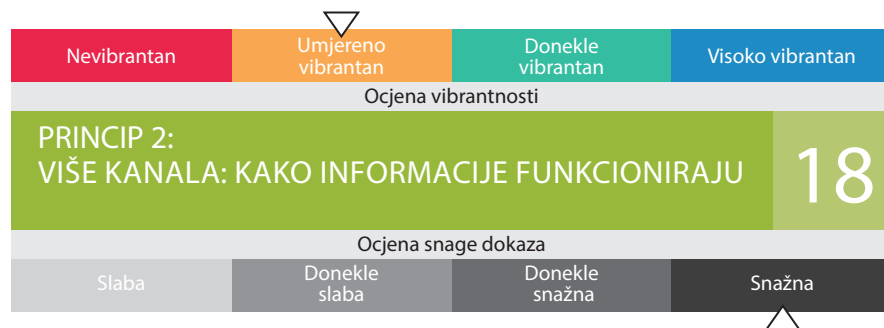 Nevibrantan
Umjereno
vibrantan
Donekle
vibrantan
Visoko vibrantan
Ocjena vibrantnosti
PRINCIP 2:
VIŠE KANALA: KAKO INFORMACIJE FUNKCIONIRAJU
18
Ocjena snage dokaza
Slaba
Donekle
slaba
Donekle
snažna
Snažna